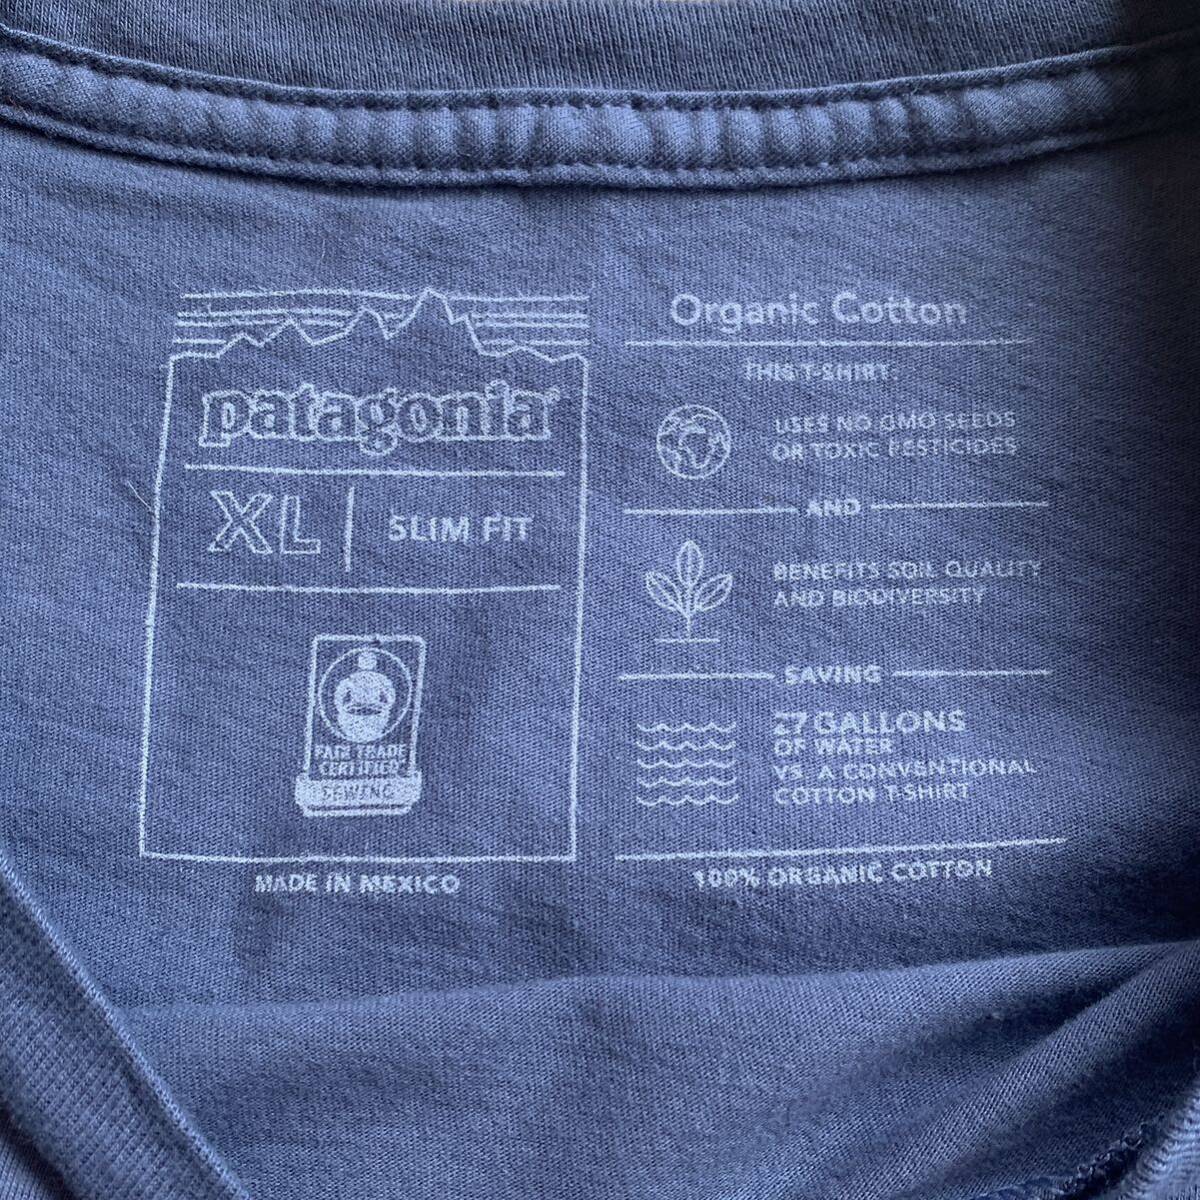 patagonia®
XL | SLIM FIT
FAIR TRADE
CERTIFIED™
SEWING
MADE IN MEXICO
Organic Cotton
THIS T-SHIRT:
USES NO GMO SEEDS
OR TOXIC PESTICIDES
AND
BENEFITS SOIL QUALITY
AND BIODIVERSITY
SAVING
27 GALLONS
OF WATER
VS. A CONVENTIONAL
COTTON T-SHIRT
100% ORGANIC COTTON